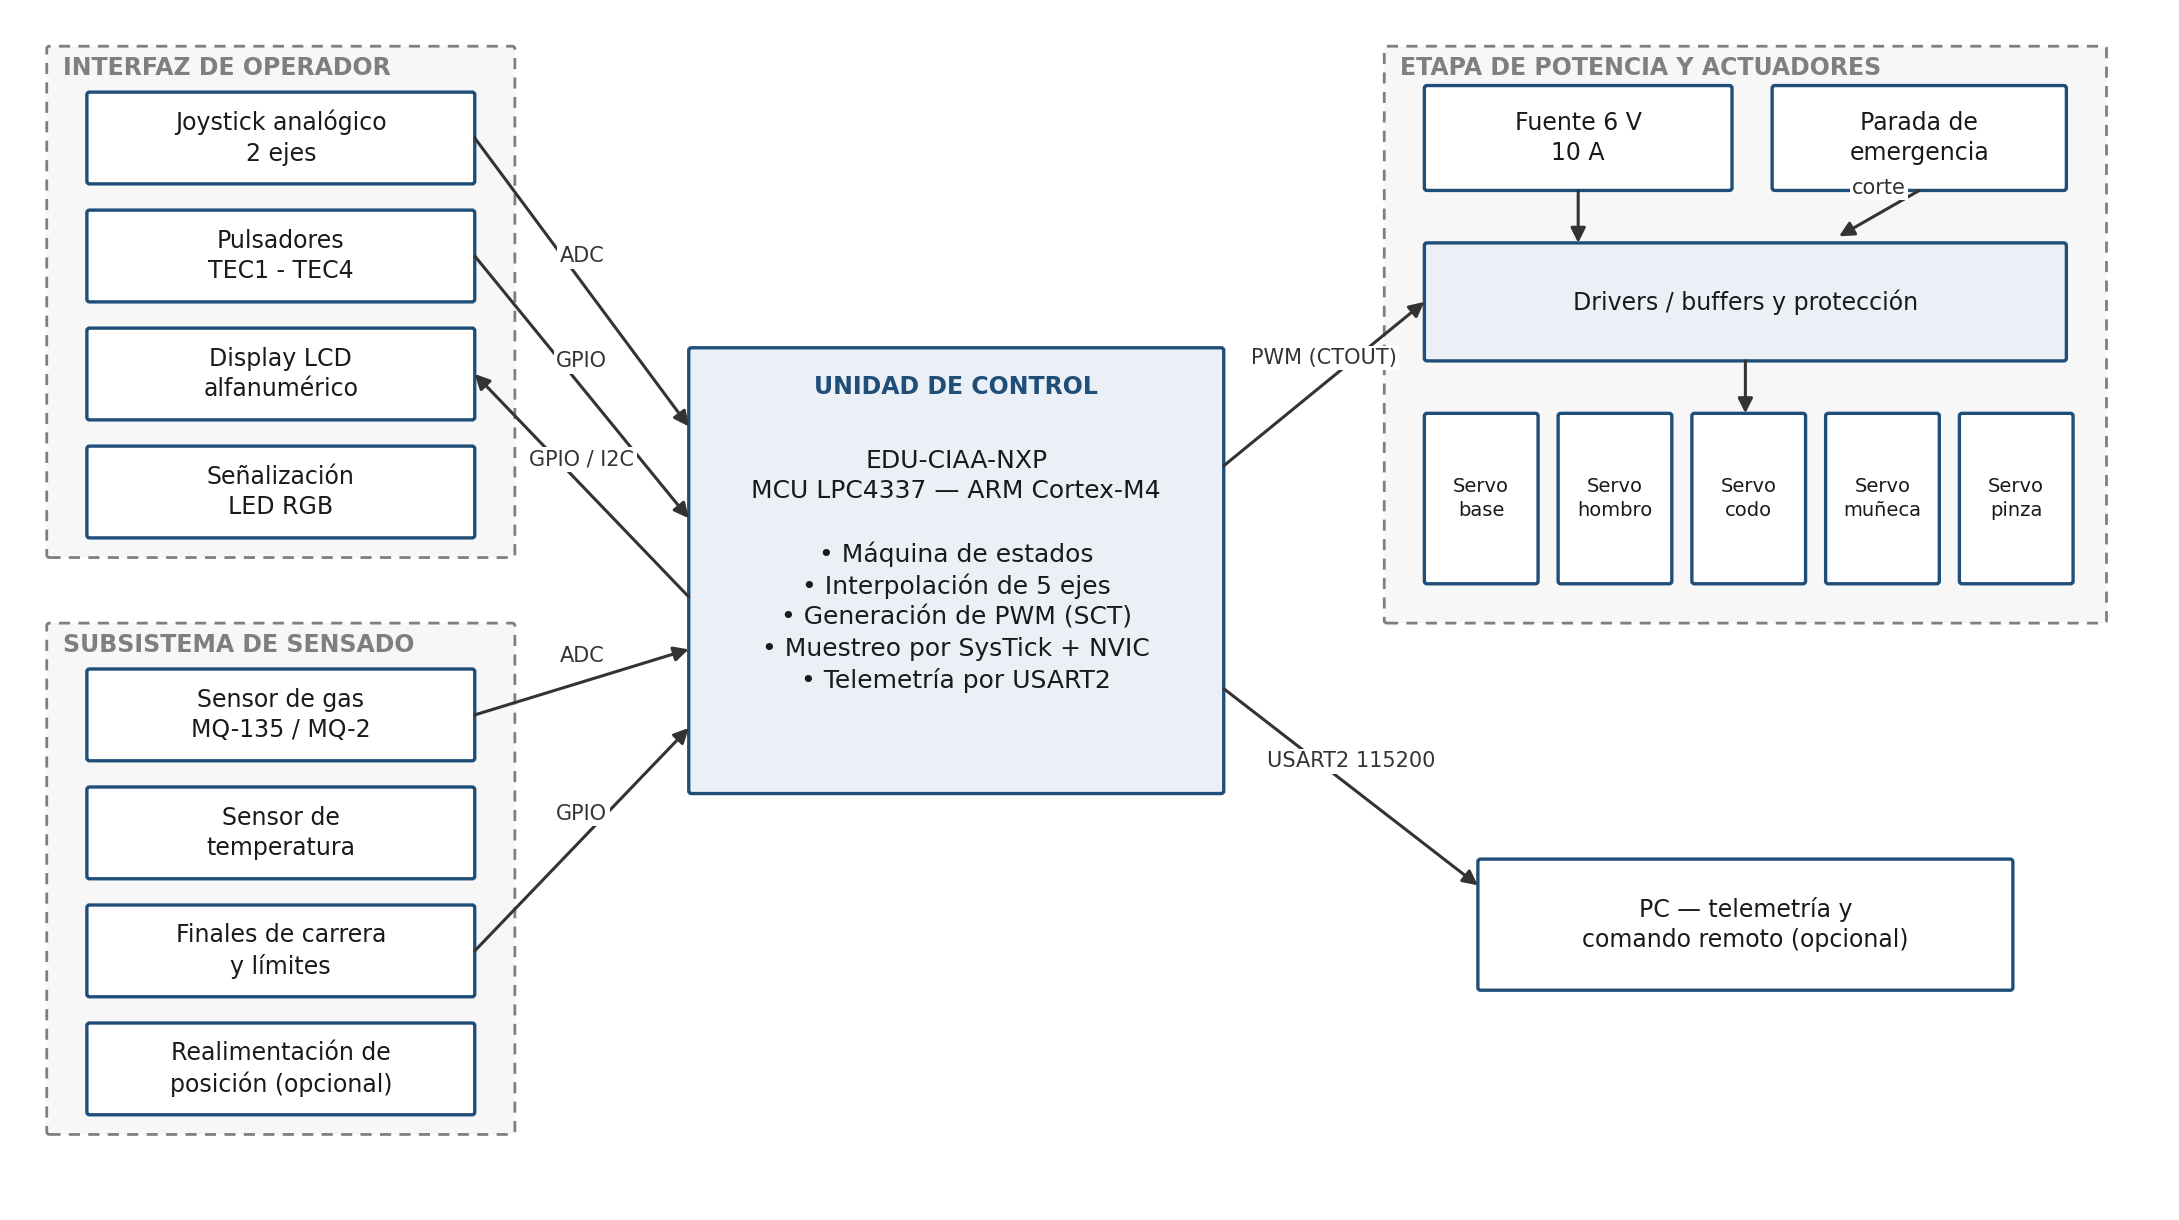 INTERFAZ DE OPERADOR
Joystick analógico
2 ejes
Pulsadores
TEC1 - TEC4
Display LCD
alfanumérico
Señalización
LED RGB
SUBSISTEMA DE SENSADO
Sensor de gas
MQ-135 / MQ-2
Sensor de
temperatura
Finales de carrera
y límites
Realimentación de
posición (opcional)
ADC
GPIO
GPIO / I2C
ADC
GPIO
UNIDAD DE CONTROL
EDU-CIAA-NXP
MCU LPC4337 — ARM Cortex-M4
• Máquina de estados
• Interpolación de 5 ejes
• Generación de PWM (SCT)
• Muestreo por SysTick + NVIC
• Telemetría por USART2
PWM (CTOUT)
USART2 115200
ETAPA DE POTENCIA Y ACTUADORES
Fuente 6 V
10 A
Parada de
emergencia
corte
Drivers / buffers y protección
Servo
base
Servo
hombro
Servo
codo
Servo
muñeca
Servo
pinza
PC — telemetría y
comando remoto (opcional)